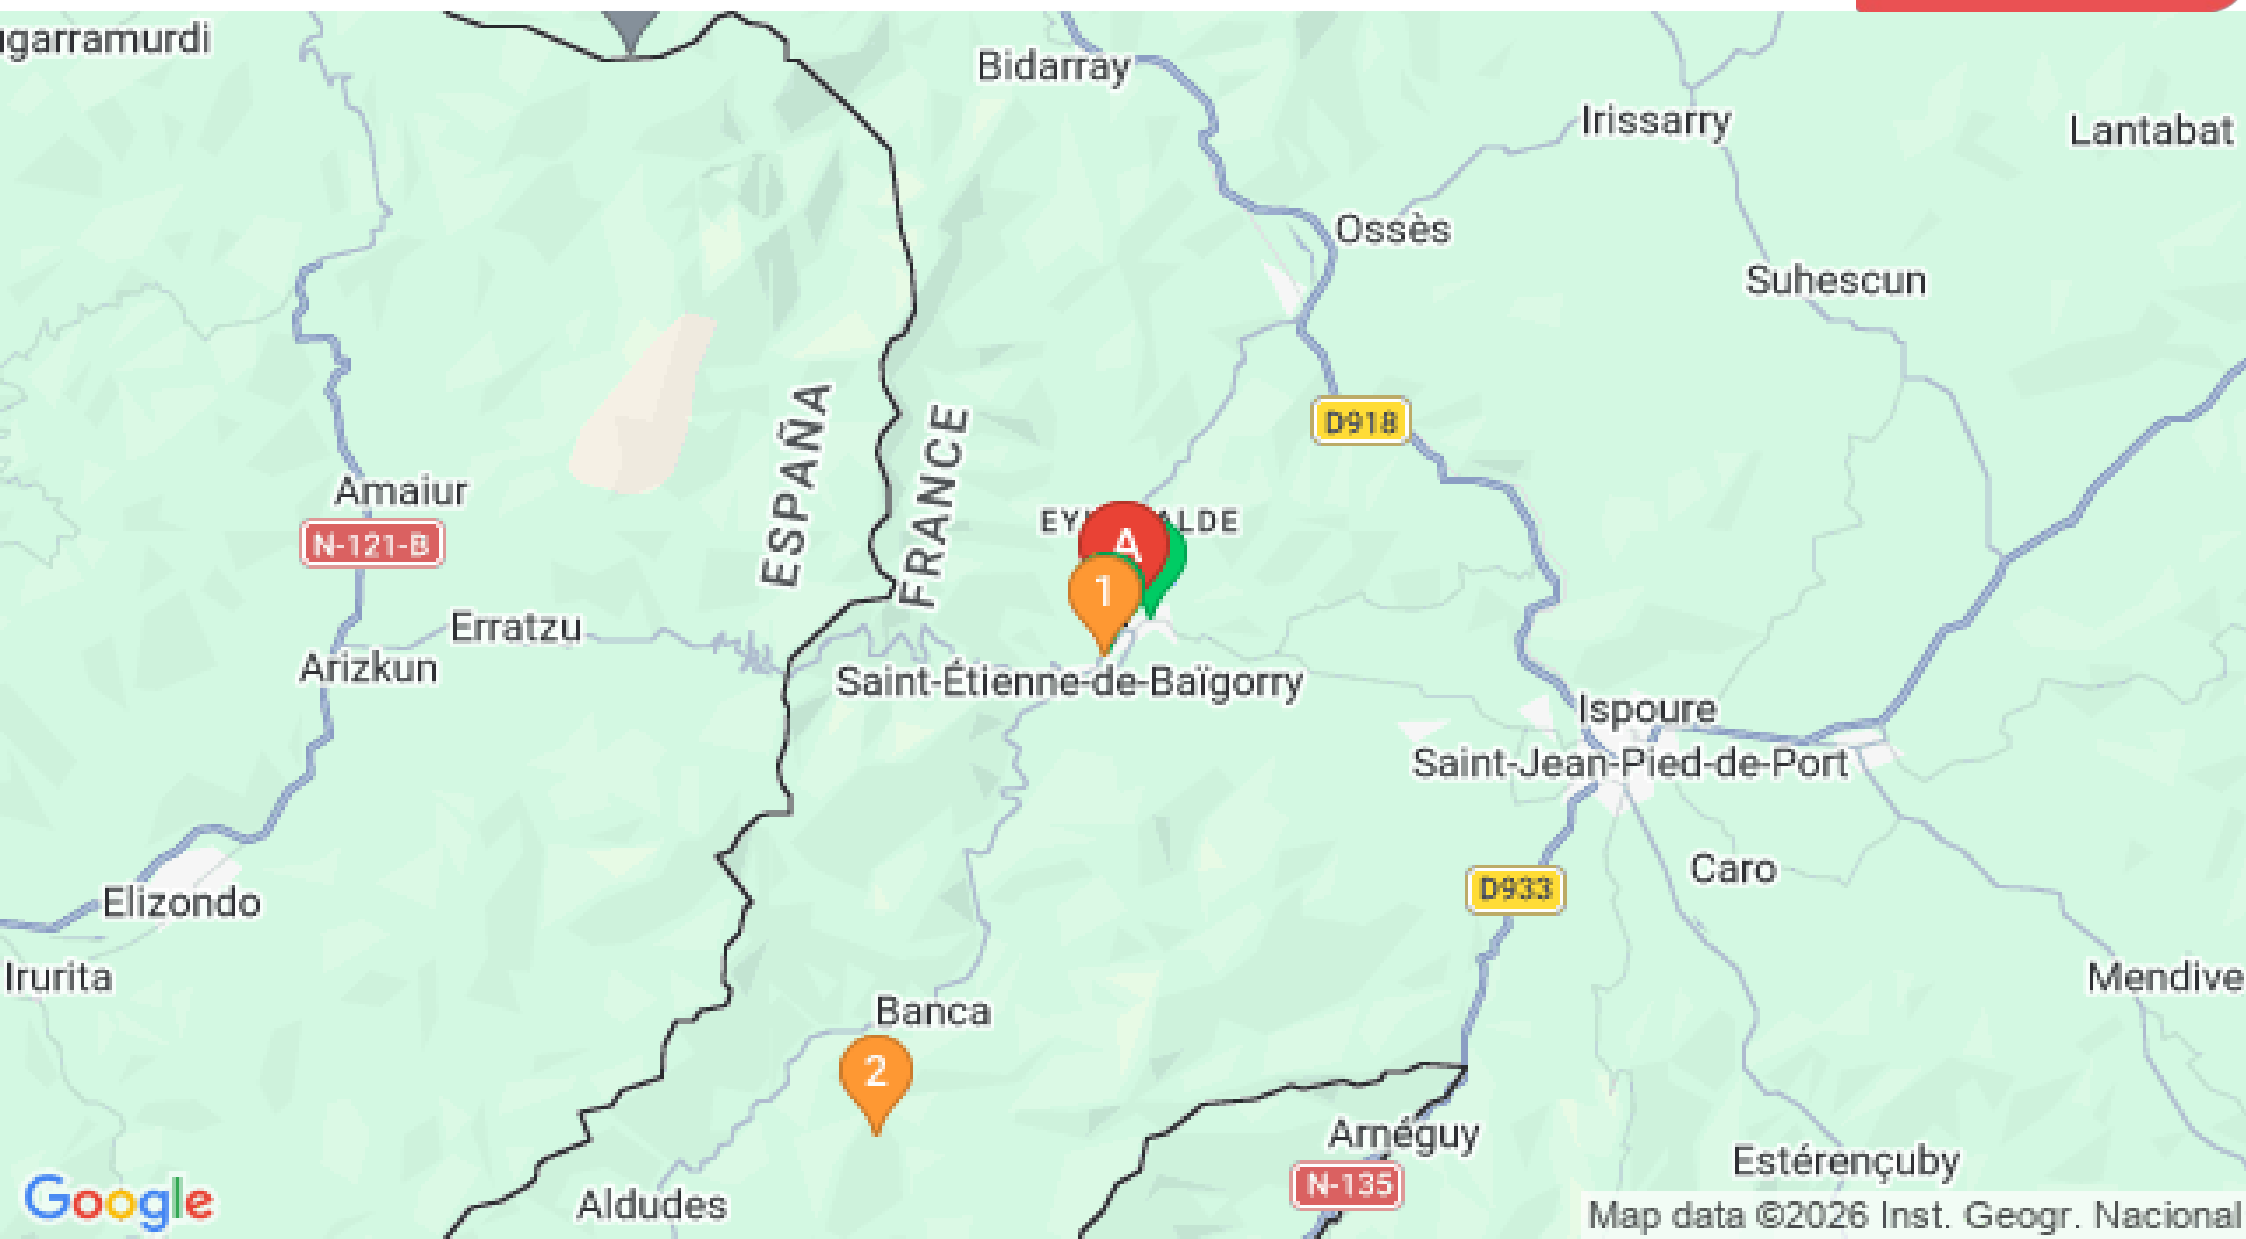 Bidarray
Irissarry
Lantabat
Ossès
Suhescun
ESPAÑA
FRANCE
D918
Amaiur
N-121-B
A
1
Erratzu
Arizkun
Saint-Étienne-de-Baïgorry
Ispoure
Saint-Jean-Pied-de-Port
Caro
D933
Elizondo
Irurita
Mendive
Banca
2
Arnéguy
Estérençuby
N-135
Aldudes
Google
Map data ©2026 Inst. Geogr. Nacional